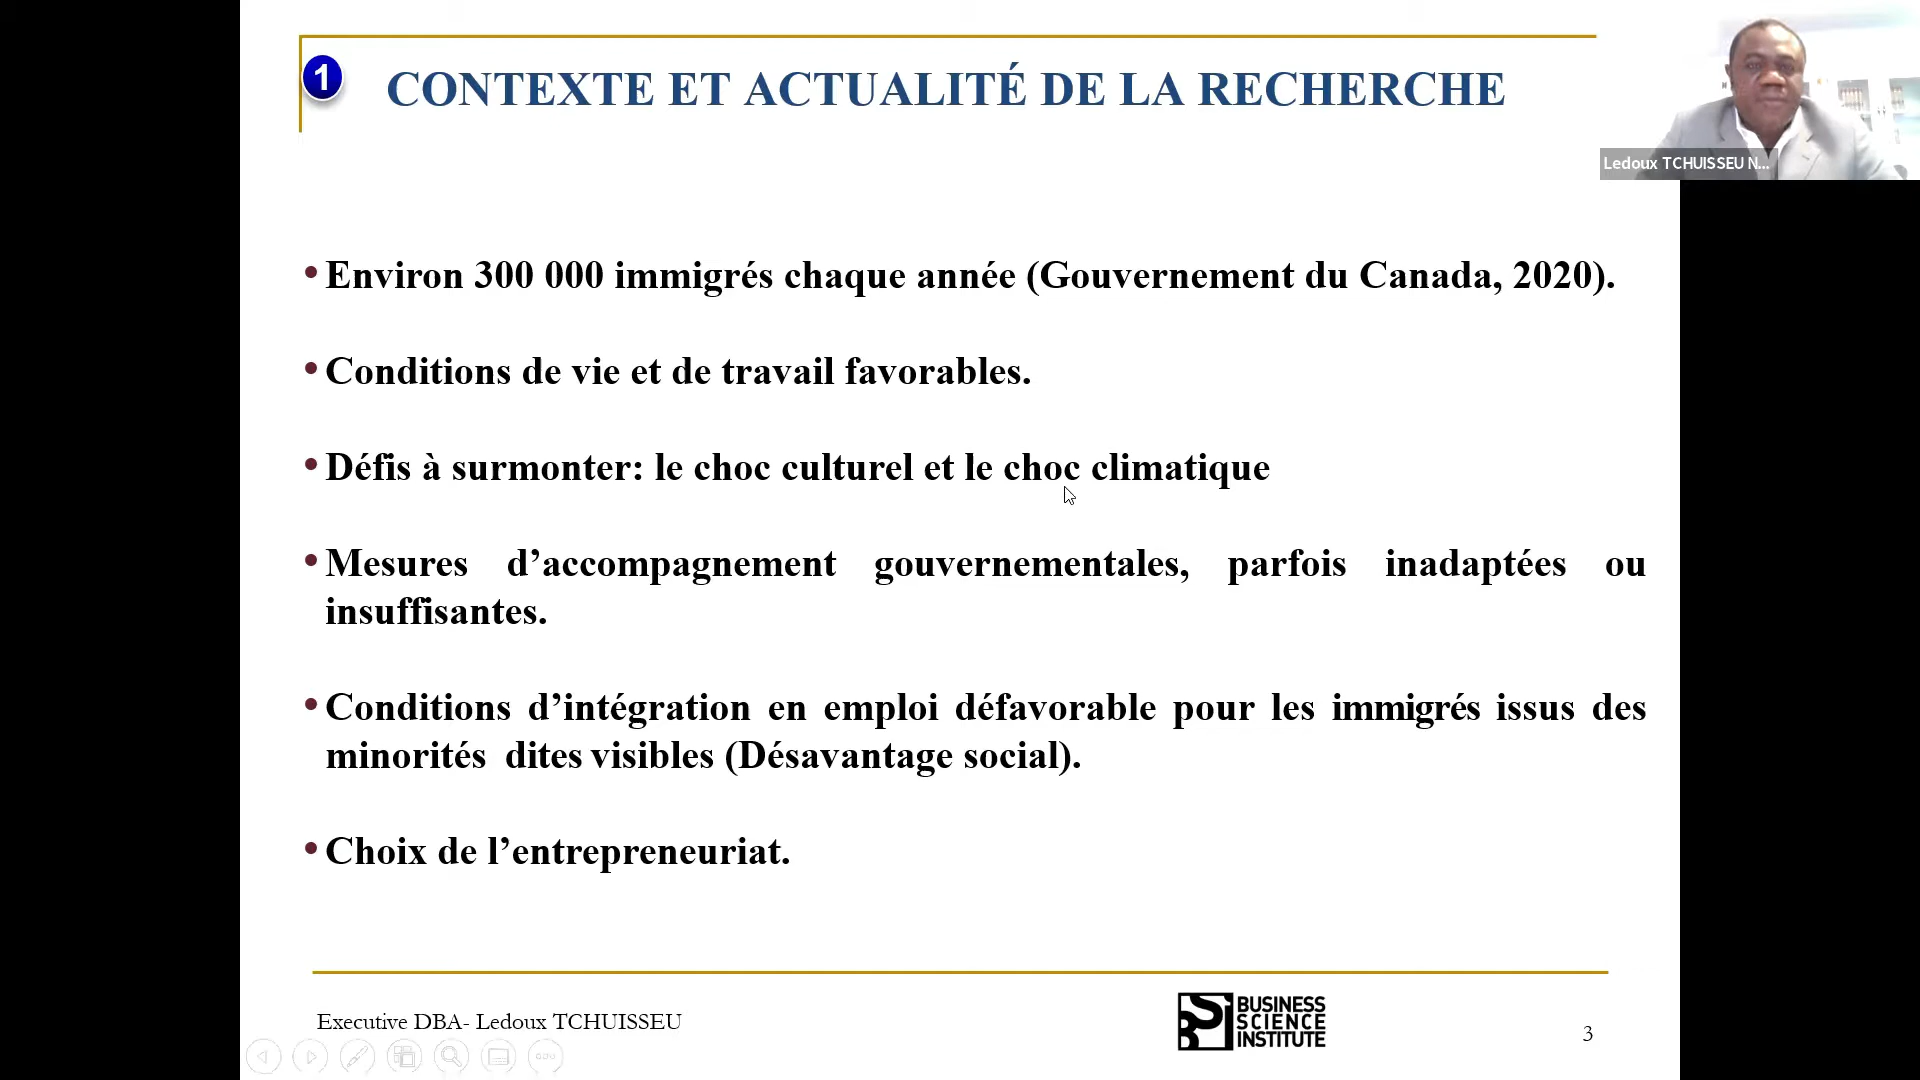 1
CONTEXTE ET ACTUALITÉ DE LA RECHERCHE
Ledoux TCHUISSEU N...
• Environ 300 000 immigrés chaque année (Gouvernement du Canada, 2020).
• Conditions de vie et de travail favorables.
• Défis à surmonter: le choc culturel et le choc climatique
• Mesures d’accompagnement gouvernementales, parfois inadaptées ou
insuffisantes.
• Conditions d’intégration en emploi défavorable pour les immigrés issus des
minorités dites visibles (Désavantage social).
• Choix de l’entrepreneuriat.
Executive DBA- Ledoux TCHUISSEU
BUSINESS
SCIENCE
INSTITUTE
3